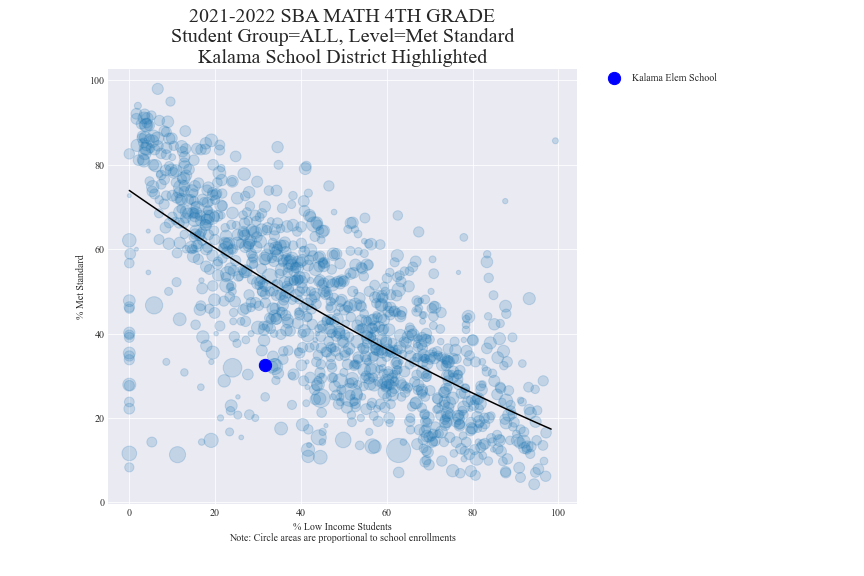 2021-2022 SBA MATH 4TH GRADE
Student Group=ALL, Level=Met Standard
Kalama School District Highlighted
Kalama Elem School
100
80
60
40
20
0
% Met Standard
0 20 40 60 80 100
% Low Income Students
Note: Circle areas are proportional to school enrollments